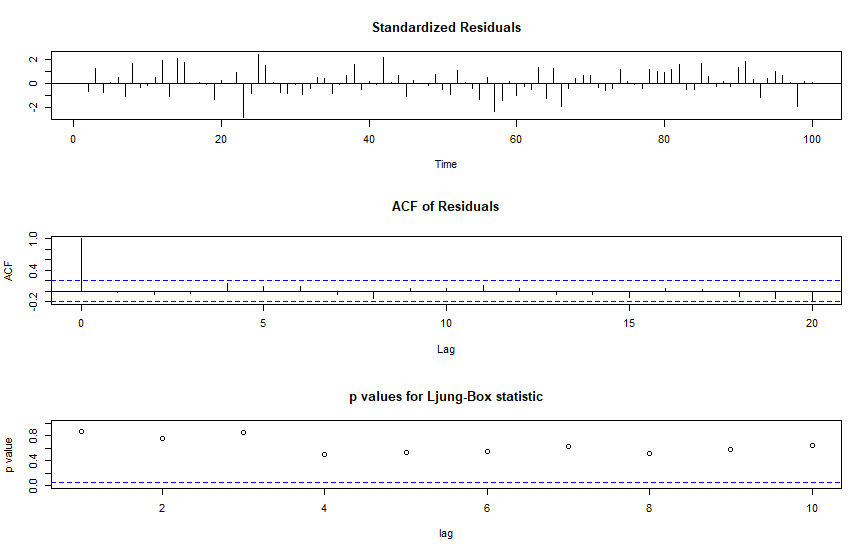 Standardized Residuals
2
0
-2
0 20 40 60 80 100
Time
ACF of Residuals
1.0
0.4
-0.2
ACF
0 5 10 15 20
Lag
p values for Ljung-Box statistic
0.8
0.4
0.0
p value
2 4 6 8 10
lag